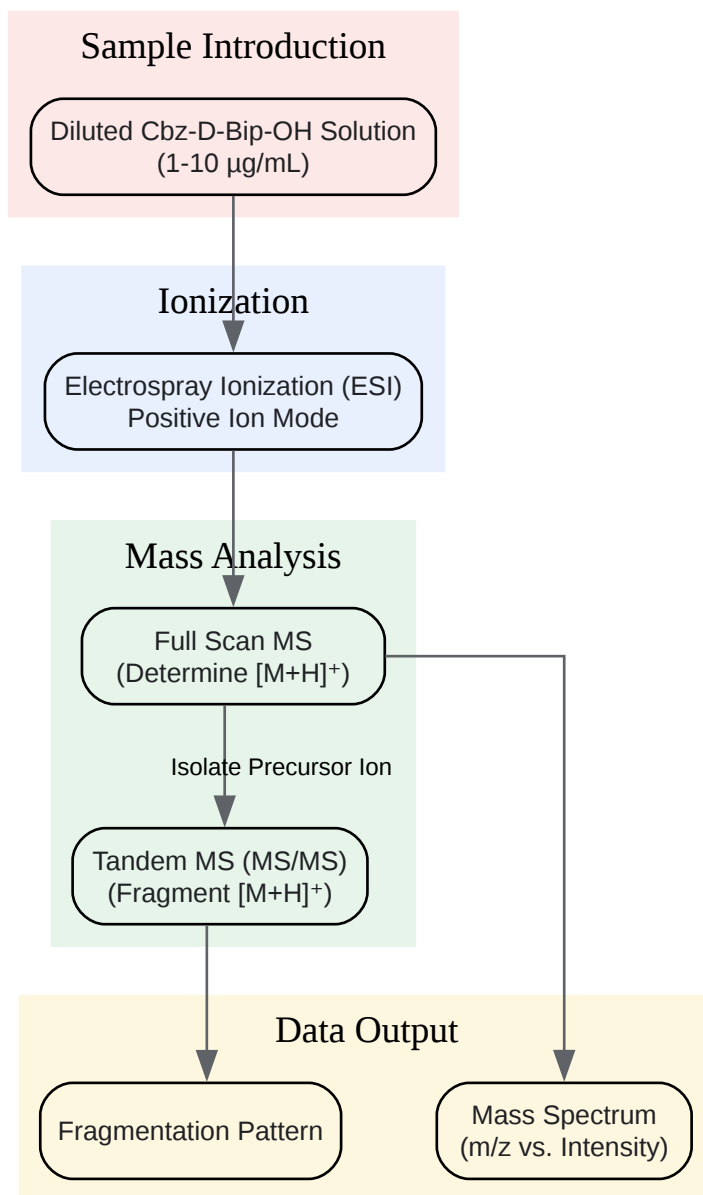 Sample Introduction
Diluted Cbz-D-Bip-OH Solution
(1-10 µg/mL)
Ionization
Electrospray Ionization (ESI)
Positive Ion Mode
Mass Analysis
Full Scan MS
(Determine [M+H]⁺)
Isolate Precursor Ion
Tandem MS (MS/MS)
(Fragment [M+H]⁺)
Data Output
Fragmentation Pattern
Mass Spectrum
(m/z vs. Intensity)